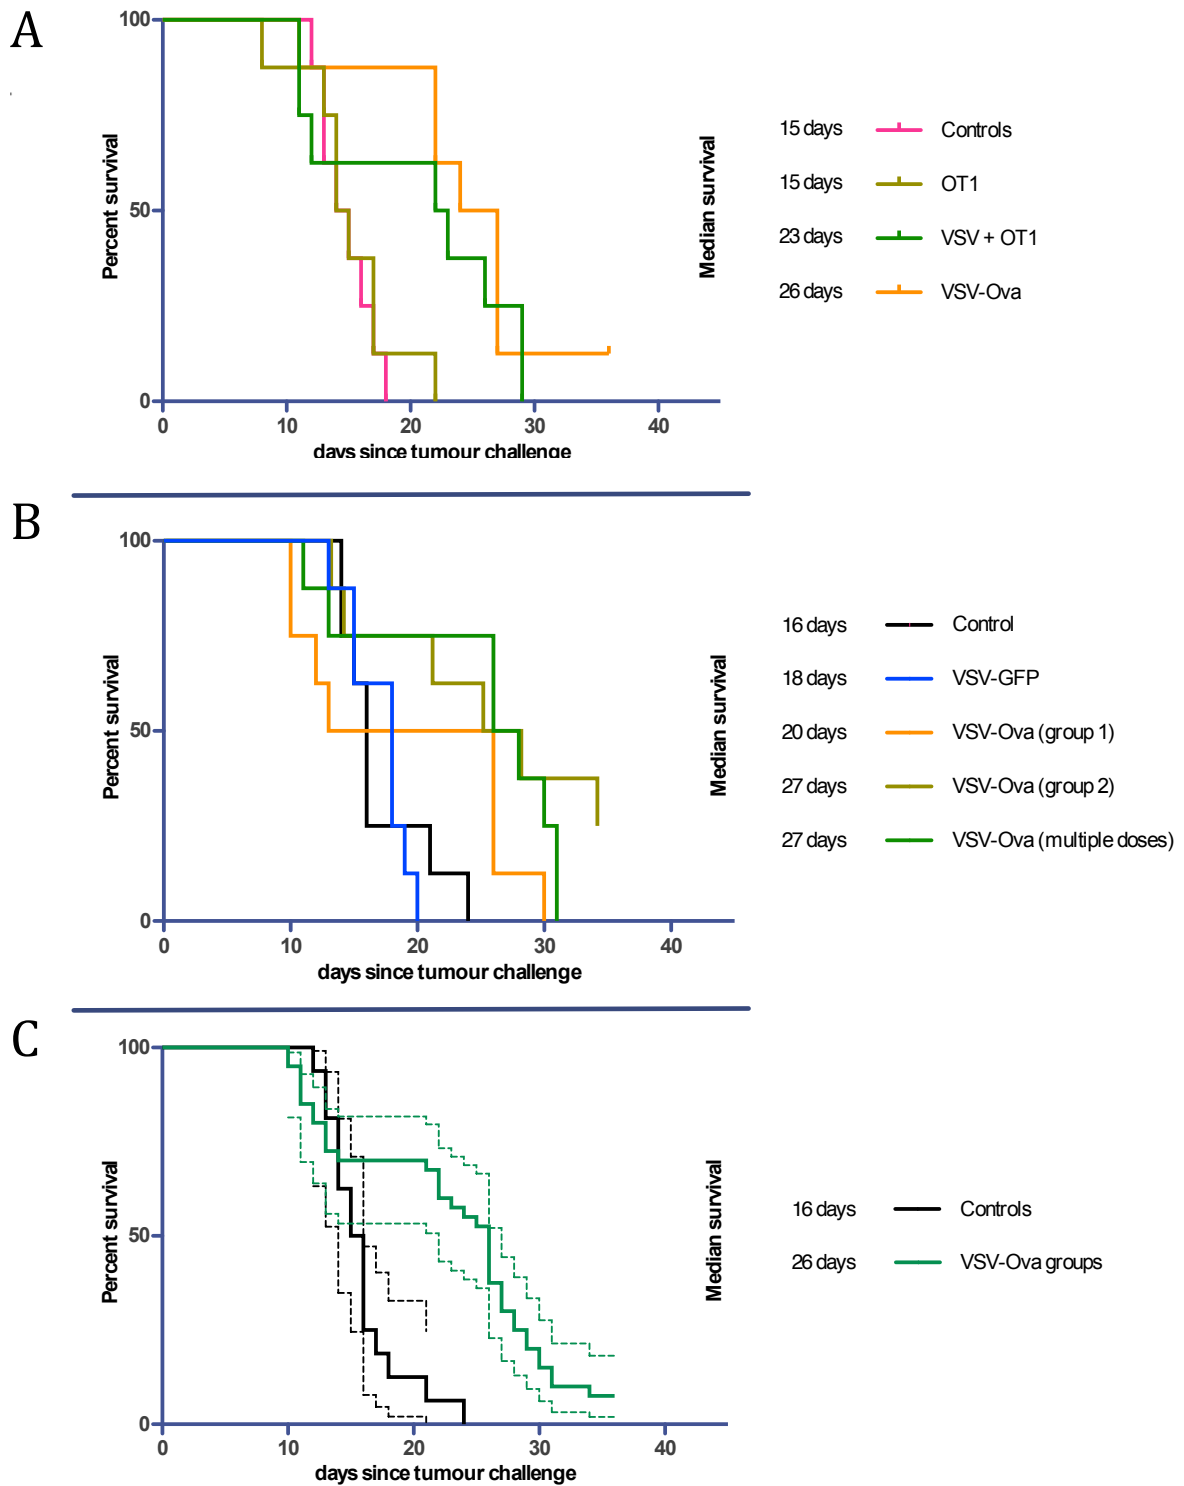 A
100
50
0
Percent survival
0 10 20 30 40
days since tumour challenge
Median survival
15 days Controls
15 days OT1
23 days VSV + OT1
26 days VSV-Ova
B
100
50
0
Percent survival
0 10 20 30 40
days since tumour challenge
Median survival
16 days Control
18 days VSV-GFP
20 days VSV-Ova (group 1)
27 days VSV-Ova (group 2)
27 days VSV-Ova (multiple doses)
C
100
50
0
Percent survival
0 10 20 30 40
days since tumour challenge
Median survival
16 days Controls
26 days VSV-Ova groups